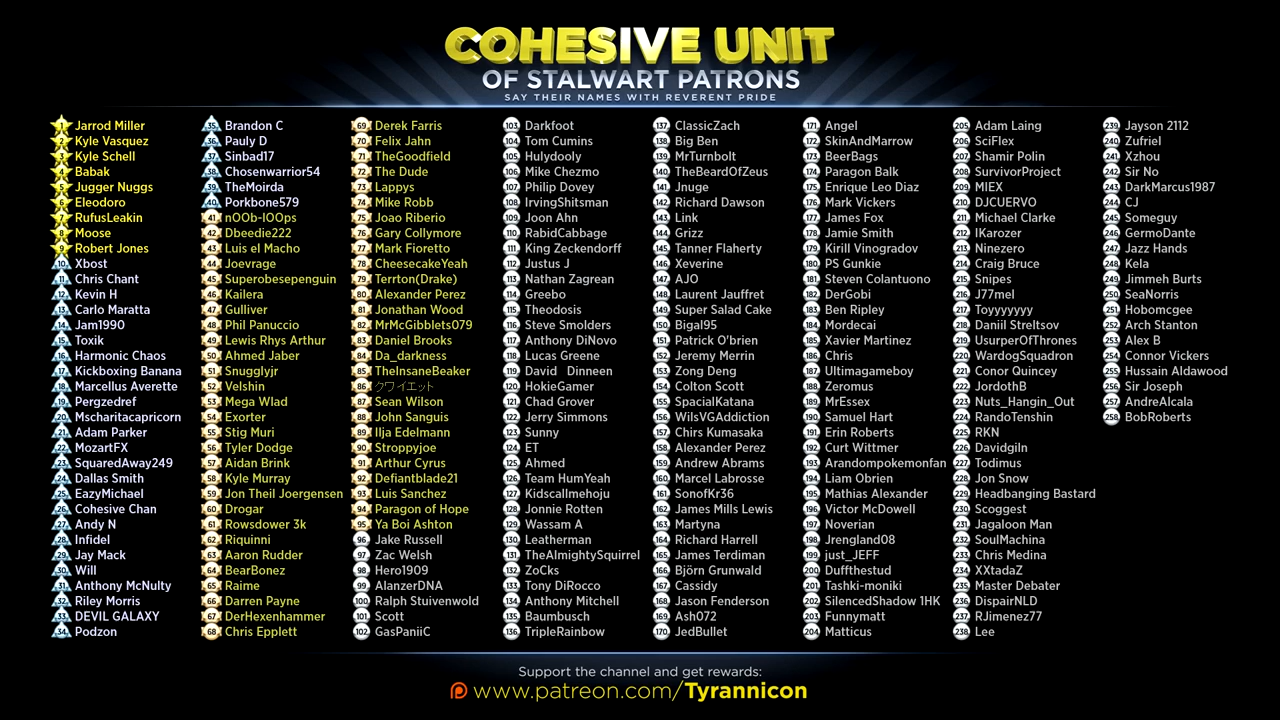 COHESIVE UNIT
OF STALWART PATRONS
SAY THEIR NAMES WITH REVERENT PRIDE
1 Jarrod Miller
2 Kyle Vasquez
3 Kyle Schell
4 Babak
5 Jugger Nuggs
6 Eleodoro
7 RufusLeakin
8 Moose
9 Robert Jones
10 Xbost
11 Chris Chant
12 Kevin H
13 Carlo Maratta
14 Jam1990
15 Toxik
16 Harmonic Chaos
17 Kickboxing Banana
18 Marcellus Averette
19 Pergzedref
20 Mscharitacapricorn
21 Adam Parker
22 MozartFX
23 SquaredAway249
24 Dallas Smith
25 EazyMichael
26 Cohesive Chan
27 Andy N
28 Infidel
29 Jay Mack
30 Will
31 Anthony McNulty
32 Riley Morris
33 DEVIL GALAXY
34 Podzon
35 Brandon C
36 Pauly D
37 Sinbad17
38 Chosenwarrior54
39 TheMoirda
40 Porkbone579
41 nOOb-lOOps
42 Dbeedie222
43 Luis el Macho
44 Joevrage
45 Superobesepenguin
46 Kailera
47 Gulliver
48 Phil Panuccio
49 Lewis Rhys Arthur
50 Ahmed Jaber
51 Snugglyjr
52 Velshin
53 Mega Wlad
54 Exorter
55 Stig Muri
56 Tyler Dodge
57 Aidan Brink
58 Kyle Murray
59 Jon Theil Joergensen
60 Drogar
61 Rowsdower 3k
62 Riquinni
63 Aaron Rudder
64 BearBonez
65 Raime
66 Darren Payne
67 DerHexenhammer
68 Chris Epplett
69 Derek Farris
70 Felix Jahn
71 TheGoodfield
72 The Dude
73 Lappys
74 Mike Robb
75 Joao Riberio
76 Gary Collymore
77 Mark Fioretto
78 CheesecakeYeah
79 Terrton(Drake)
80 Alexander Perez
81 Jonathan Wood
82 MrMcGibblets079
83 Daniel Brooks
84 Da_darkness
85 TheInsaneBeaker
86 クワイエット
87 Sean Wilson
88 John Sanguis
89 Ilja Edelmann
90 Stroppyjoe
91 Arthur Cyrus
92 Defiantblade21
93 Luis Sanchez
94 Paragon of Hope
95 Ya Boi Ashton
96 Jake Russell
97 Zac Welsh
98 Hero1909
99 AlanzerDNA
100 Ralph Stuivenwold
101 Scott
102 GasPaniiC
103 Darkfoot
104 Tom Cumins
105 Hulydooly
106 Mike Chezmo
107 Philip Dovey
108 IrvingShitsman
109 Joon Ahn
110 RabidCabbage
111 King Zeckendorff
112 Justus J
113 Nathan Zagrean
114 Greebo
115 Theodosis
116 Steve Smolders
117 Anthony DiNovo
118 Lucas Greene
119 David Dinneen
120 HokieGamer
121 Chad Grover
122 Jerry Simmons
123 Sunny
124 ET
125 Ahmed
126 Team HumYeah
127 Kidscallmehoju
128 Jonnie Rotten
129 Wassam A
130 Leatherman
131 TheAlmightySquirrel
132 ZoCks
133 Tony DiRocco
134 Anthony Mitchell
135 Baumbusch
136 TripleRainbow
137 ClassicZach
138 Big Ben
139 MrTurnbolt
140 TheBeardOfZeus
141 Jnuge
142 Richard Dawson
143 Link
144 Grizz
145 Tanner Flaherty
146 Xeverine
147 AJO
148 Laurent Jauffret
149 Super Salad Cake
150 Bigal95
151 Patrick O'brien
152 Jeremy Merrin
153 Zong Deng
154 Colton Scott
155 SpacialKatana
156 WilsVGAddiction
157 Chirs Kumasaka
158 Alexander Perez
159 Andrew Abrams
160 Marcel Labrosse
161 SonofKr36
162 James Mills Lewis
163 Martyna
164 Richard Harrell
165 James Terdiman
166 Björn Grunwald
167 Cassidy
168 Jason Fenderson
169 Ash072
170 JedBullet
171 Angel
172 SkinAndMarrow
173 BeerBags
174 Paragon Balk
175 Enrique Leo Diaz
176 Mark Vickers
177 James Fox
178 Jamie Smith
179 Kirill Vinogradov
180 PS Gunkie
181 Steven Colantuono
182 DerGobi
183 Ben Ripley
184 Mordecai
185 Xavier Martinez
186 Chris
187 Ultimagameboy
188 Zeromus
189 MrEssex
190 Samuel Hart
191 Erin Roberts
192 Curt Wittmer
193 Arandompokemonfan
194 Liam Obrien
195 Mathias Alexander
196 Victor McDowell
197 Noverian
198 Jrengland08
199 just_JEFF
200 Duffthestud
201 Tashki-moniki
202 SilencedShadow 1HK
203 Funnymatt
204 Matticus
205 Adam Laing
206 SciFlex
207 Shamir Polin
208 SurvivorProject
209 MIEX
210 DJCUERVO
211 Michael Clarke
212 IKarozer
213 Ninezero
214 Craig Bruce
215 Snipes
216 J77mel
217 Toyyyyyyy
218 Daniil Streltsov
219 UsurperOfThrones
220 WardogSquadron
221 Conor Quincey
222 JordothB
223 Nuts_Hangin_Out
224 RandoTenshin
225 RKN
226 Davidgiln
227 Todimus
228 Jon Snow
229 Headbanging Bastard
230 Scoggest
231 Jagaloon Man
232 SoulMachina
233 Chris Medina
234 XXtadaZ
235 Master Debater
236 DispairNLD
237 RJimenez77
238 Lee
239 Jayson 2112
240 Zufriel
241 Xzhou
242 Sir No
243 DarkMarcus1987
244 CJ
245 Someguy
246 GermoDante
247 Jazz Hands
248 Kela
249 Jimmeh Burts
250 SeaNorris
251 Hobomcgee
252 Arch Stanton
253 Alex B
254 Connor Vickers
255 Hussain Aldawood
256 Sir Joseph
257 AndreAlcala
258 BobRoberts
Support the channel and get rewards:
www.patreon.com/Tyrannicon